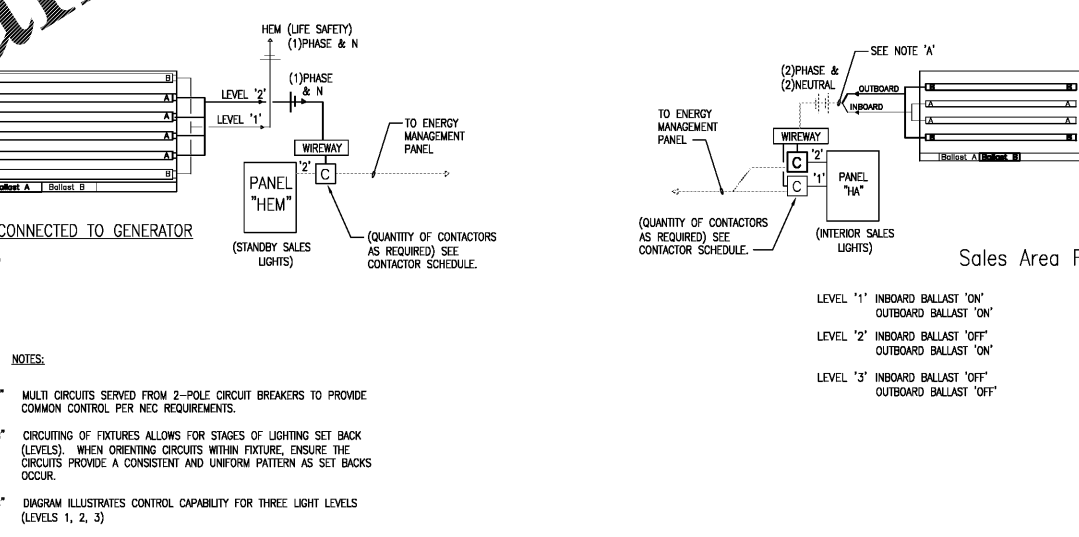 HEM (LIFE SAFETY)
(1)PHASE & N
B
A
A
A
A
B
Ballast A Ballast B
LEVEL '2'
LEVEL '1'
(1)PHASE
& N
WIREWAY
'2'
C
PANEL
"HEM"
(STANDBY SALES
LIGHTS)
TO ENERGY
MANAGEMENT
PANEL
(QUANTITY OF CONTACTORS
AS REQUIRED) SEE
CONTACTOR SCHEDULE.
CONNECTED TO GENERATOR
SEE NOTE 'A'
(2)PHASE &
(2)NEUTRAL
OUTBOARD
INBOARD
B B
A A
A A
B B
Ballast A Ballast B
TO ENERGY
MANAGEMENT
PANEL
WIREWAY
C '2'
C '1'
PANEL
"HA"
(QUANTITY OF CONTACTORS
AS REQUIRED) SEE
CONTACTOR SCHEDULE.
(INTERIOR SALES
LIGHTS)
Sales Area F
LEVEL '1' INBOARD BALLAST 'ON'
OUTBOARD BALLAST 'ON'
LEVEL '2' INBOARD BALLAST 'OFF'
OUTBOARD BALLAST 'ON'
LEVEL '3' INBOARD BALLAST 'OFF'
OUTBOARD BALLAST 'OFF'
NOTES:
MULTI CIRCUITS SERVED FROM 2-POLE CIRCUIT BREAKERS TO PROVIDE
COMMON CONTROL PER NEC REQUIREMENTS.
CIRCUITING OF FIXTURES ALLOWS FOR STAGES OF LIGHTING SET BACK
(LEVELS). WHEN ORIENTING CIRCUITS WITHIN FIXTURE, ENSURE THE
CIRCUITS PROVIDE A CONSISTENT AND UNIFORM PATTERN AS SET BACKS
OCCUR.
DIAGRAM ILLUSTRATES CONTROL CAPABILITY FOR THREE LIGHT LEVELS
(LEVELS 1, 2, 3)